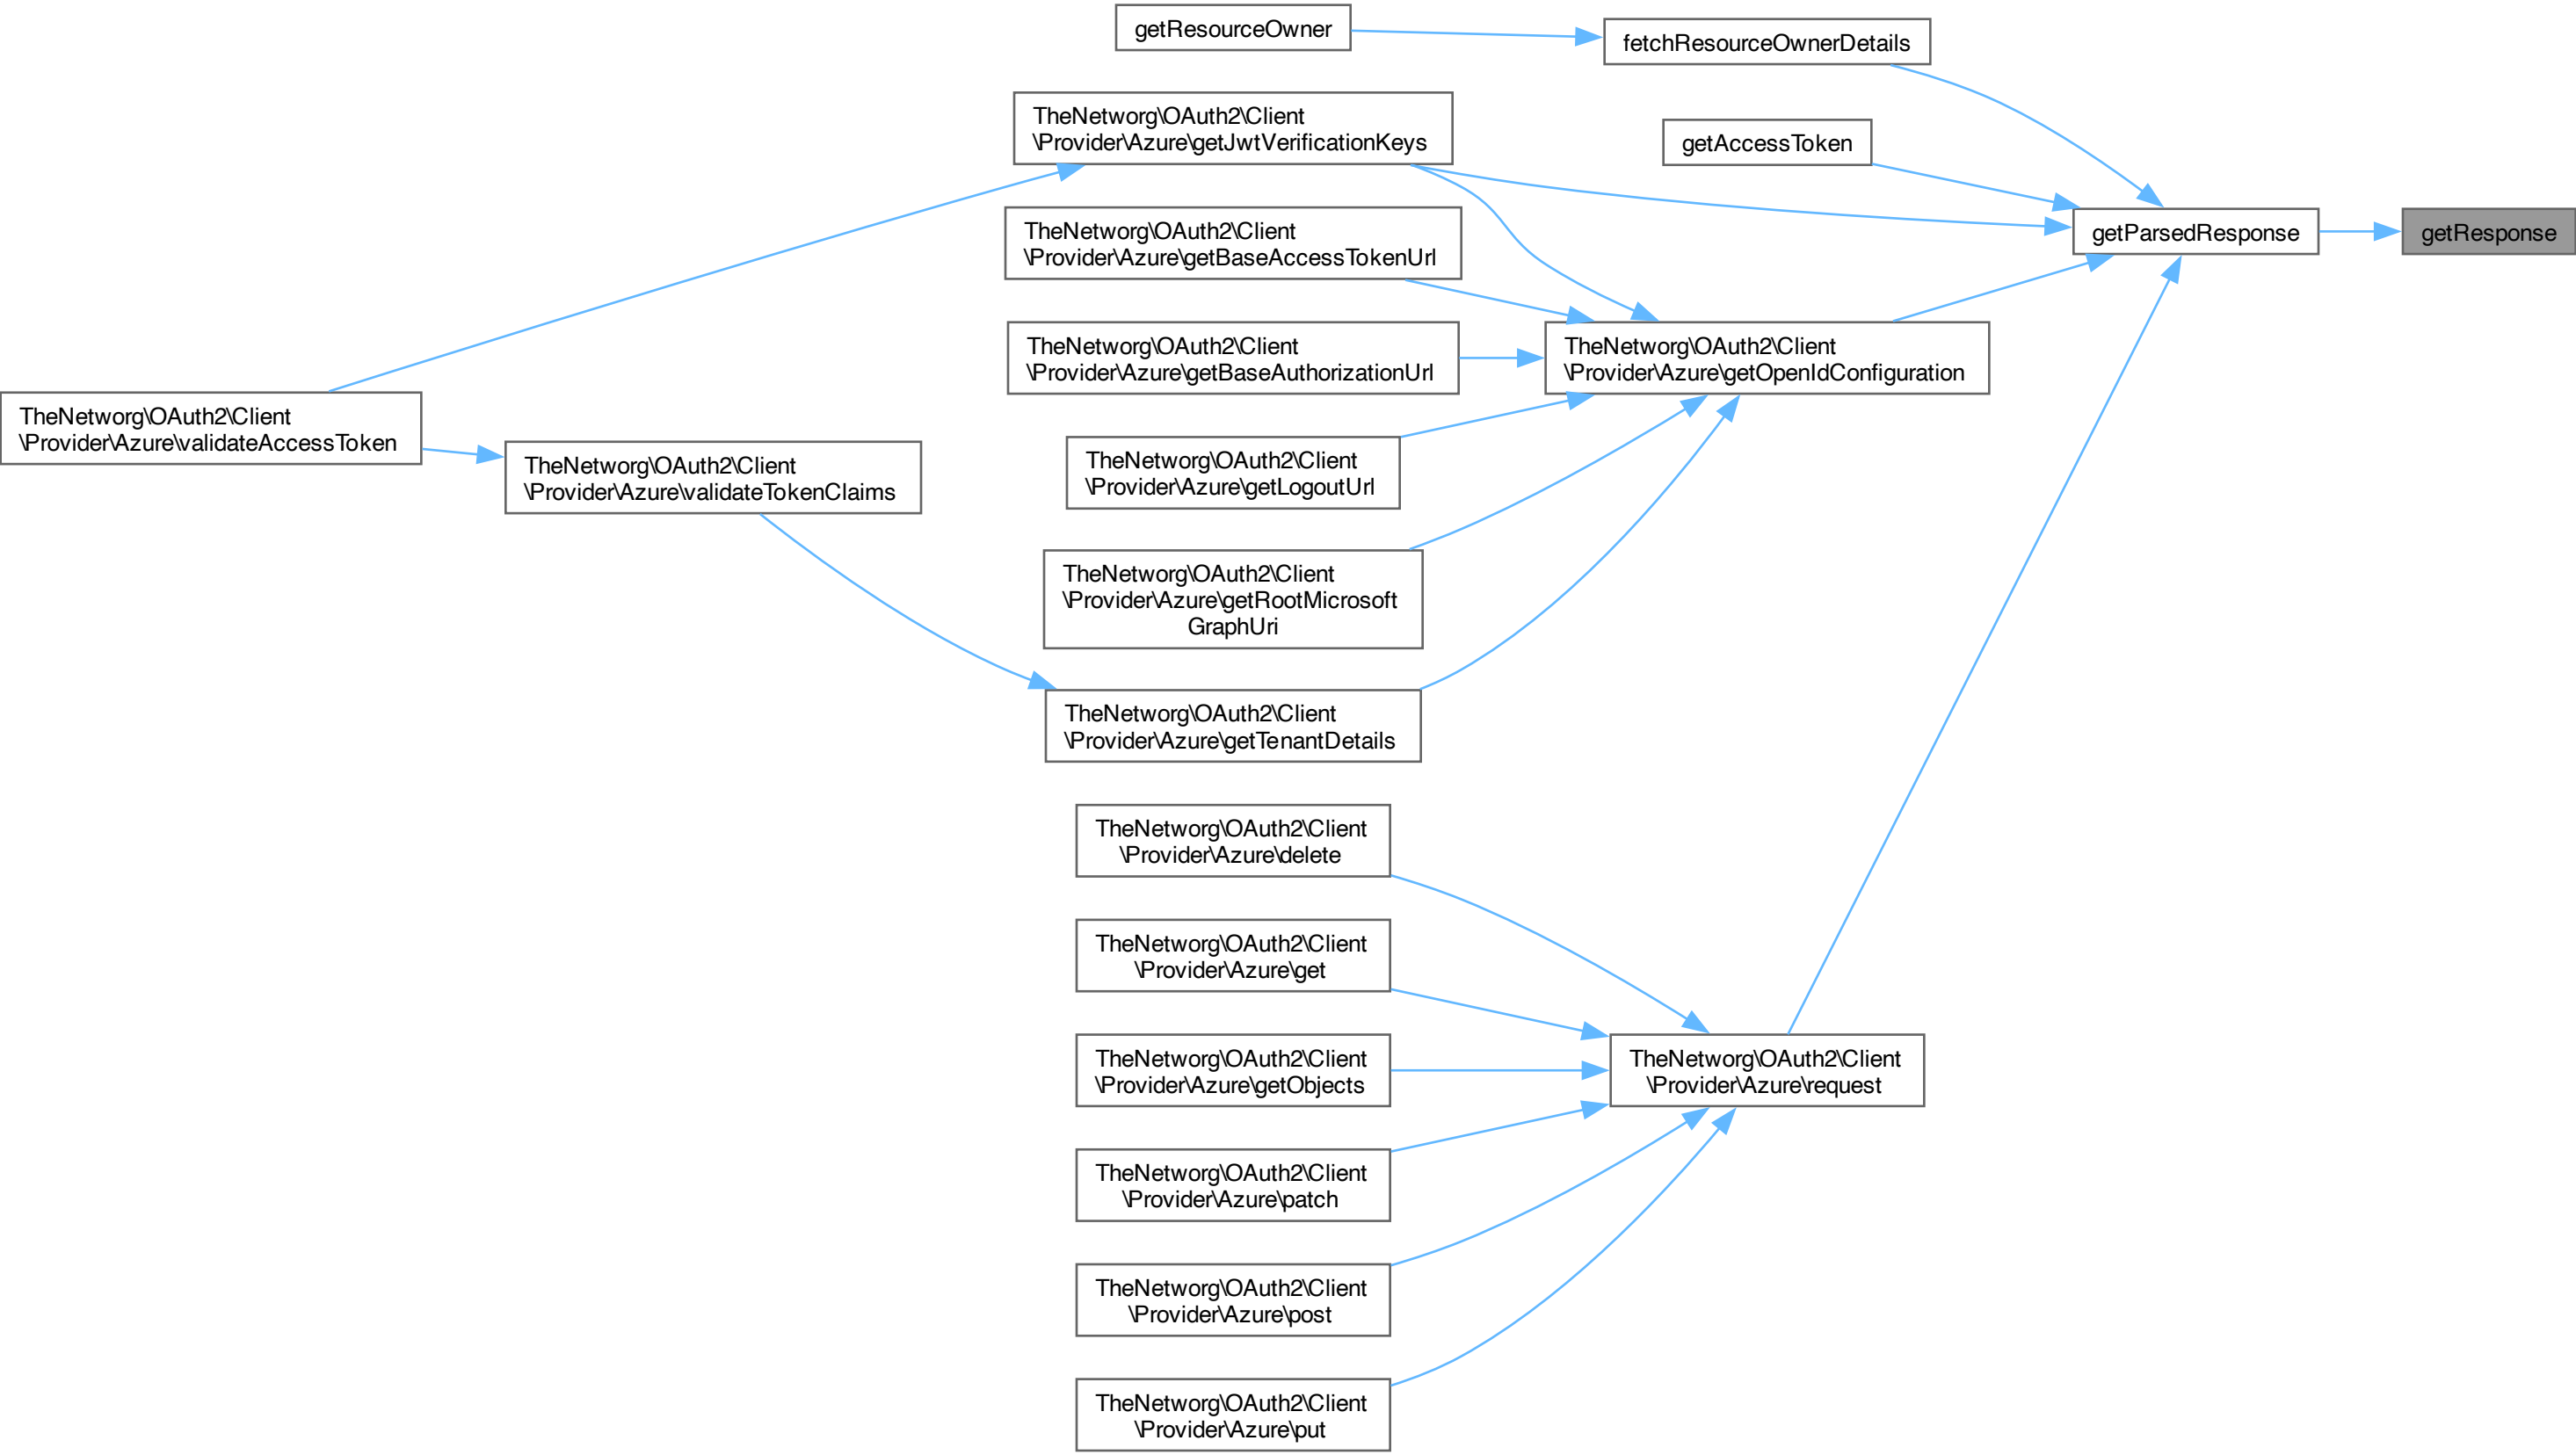 getResourceOwner
fetchResourceOwnerDetails
TheNetworg\OAuth2\Client
\Provider\Azure\getJwtVerificationKeys
getAccessToken
TheNetworg\OAuth2\Client
\Provider\Azure\getBaseAccessTokenUrl
getParsedResponse
getResponse
TheNetworg\OAuth2\Client
\Provider\Azure\getBaseAuthorizationUrl
TheNetworg\OAuth2\Client
\Provider\Azure\getOpenIdConfiguration
TheNetworg\OAuth2\Client
\Provider\Azure\validateAccessToken
TheNetworg\OAuth2\Client
\Provider\Azure\validateTokenClaims
TheNetworg\OAuth2\Client
\Provider\Azure\getLogoutUrl
TheNetworg\OAuth2\Client
\Provider\Azure\getRootMicrosoft
GraphUri
TheNetworg\OAuth2\Client
\Provider\Azure\getTenantDetails
TheNetworg\OAuth2\Client
\Provider\Azure\delete
TheNetworg\OAuth2\Client
\Provider\Azure\get
TheNetworg\OAuth2\Client
\Provider\Azure\getObjects
TheNetworg\OAuth2\Client
\Provider\Azure\request
TheNetworg\OAuth2\Client
\Provider\Azure\patch
TheNetworg\OAuth2\Client
\Provider\Azure\post
TheNetworg\OAuth2\Client
\Provider\Azure\put